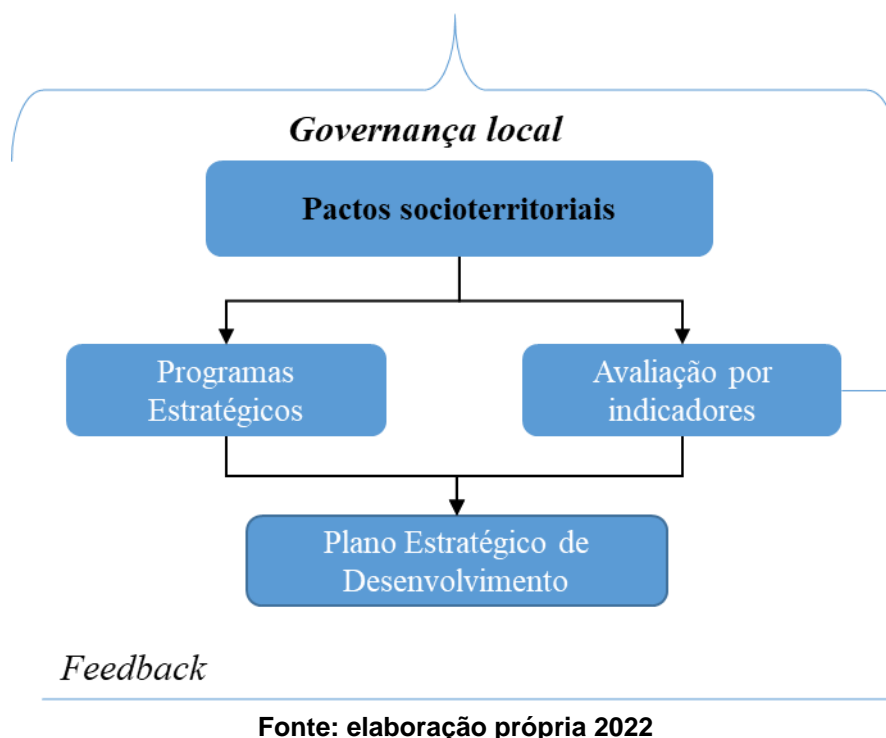 Governança local
Pactos socioterritoriais
Programas
Estratégicos
Avaliação por
indicadores
Plano Estratégico de
Desenvolvimento
Feedback
Fonte: elaboração própria 2022